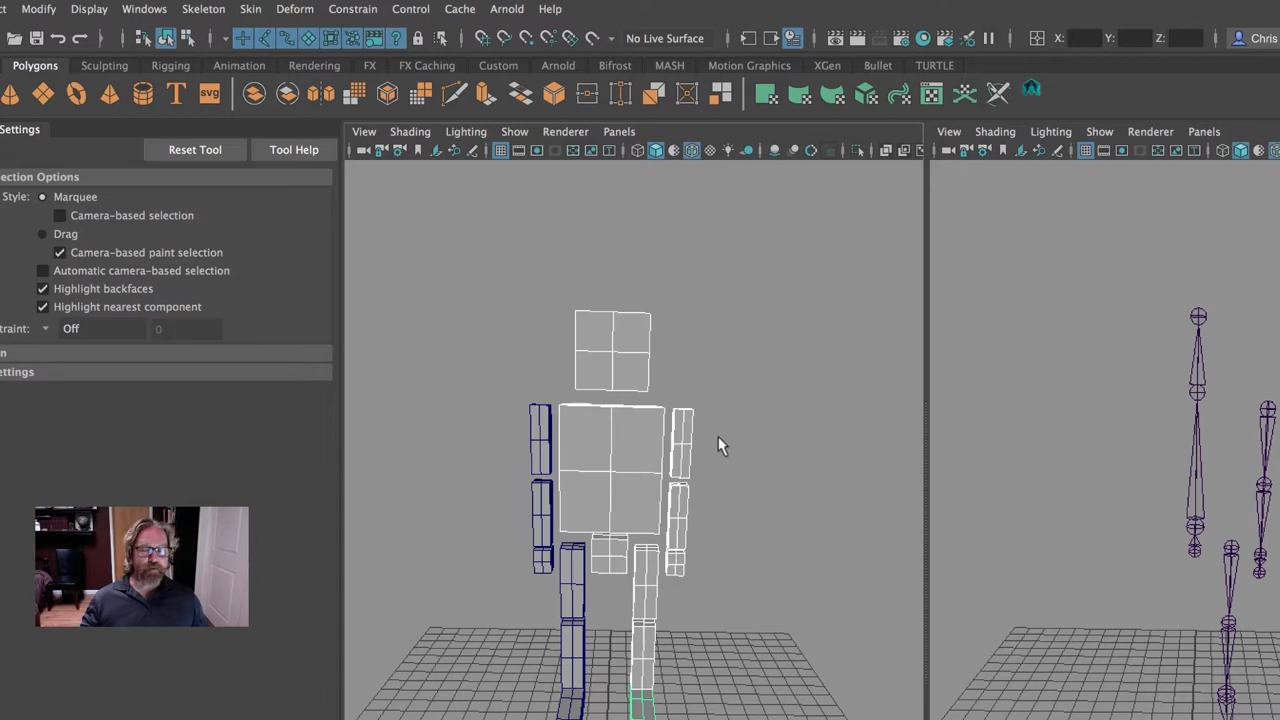 ct Modify Display Windows Skeleton Skin Deform Constrain Control Cache Arnold Help
No Live Surface X: Y: Z: Chris
Polygons Sculpting Rigging Animation Rendering FX FX Caching Custom Arnold Bifrost MASH Motion Graphics XGen Bullet TURTLE
T svg
Settings View Shading Lighting Show Renderer Panels View Shading Lighting Show Renderer Panels
Reset Tool Tool Help
ection Options
Style: Marquee
Camera-based selection
Drag
Camera-based paint selection
Automatic camera-based selection
Highlight backfaces
Highlight nearest component
traint: Off 0
n
ettings